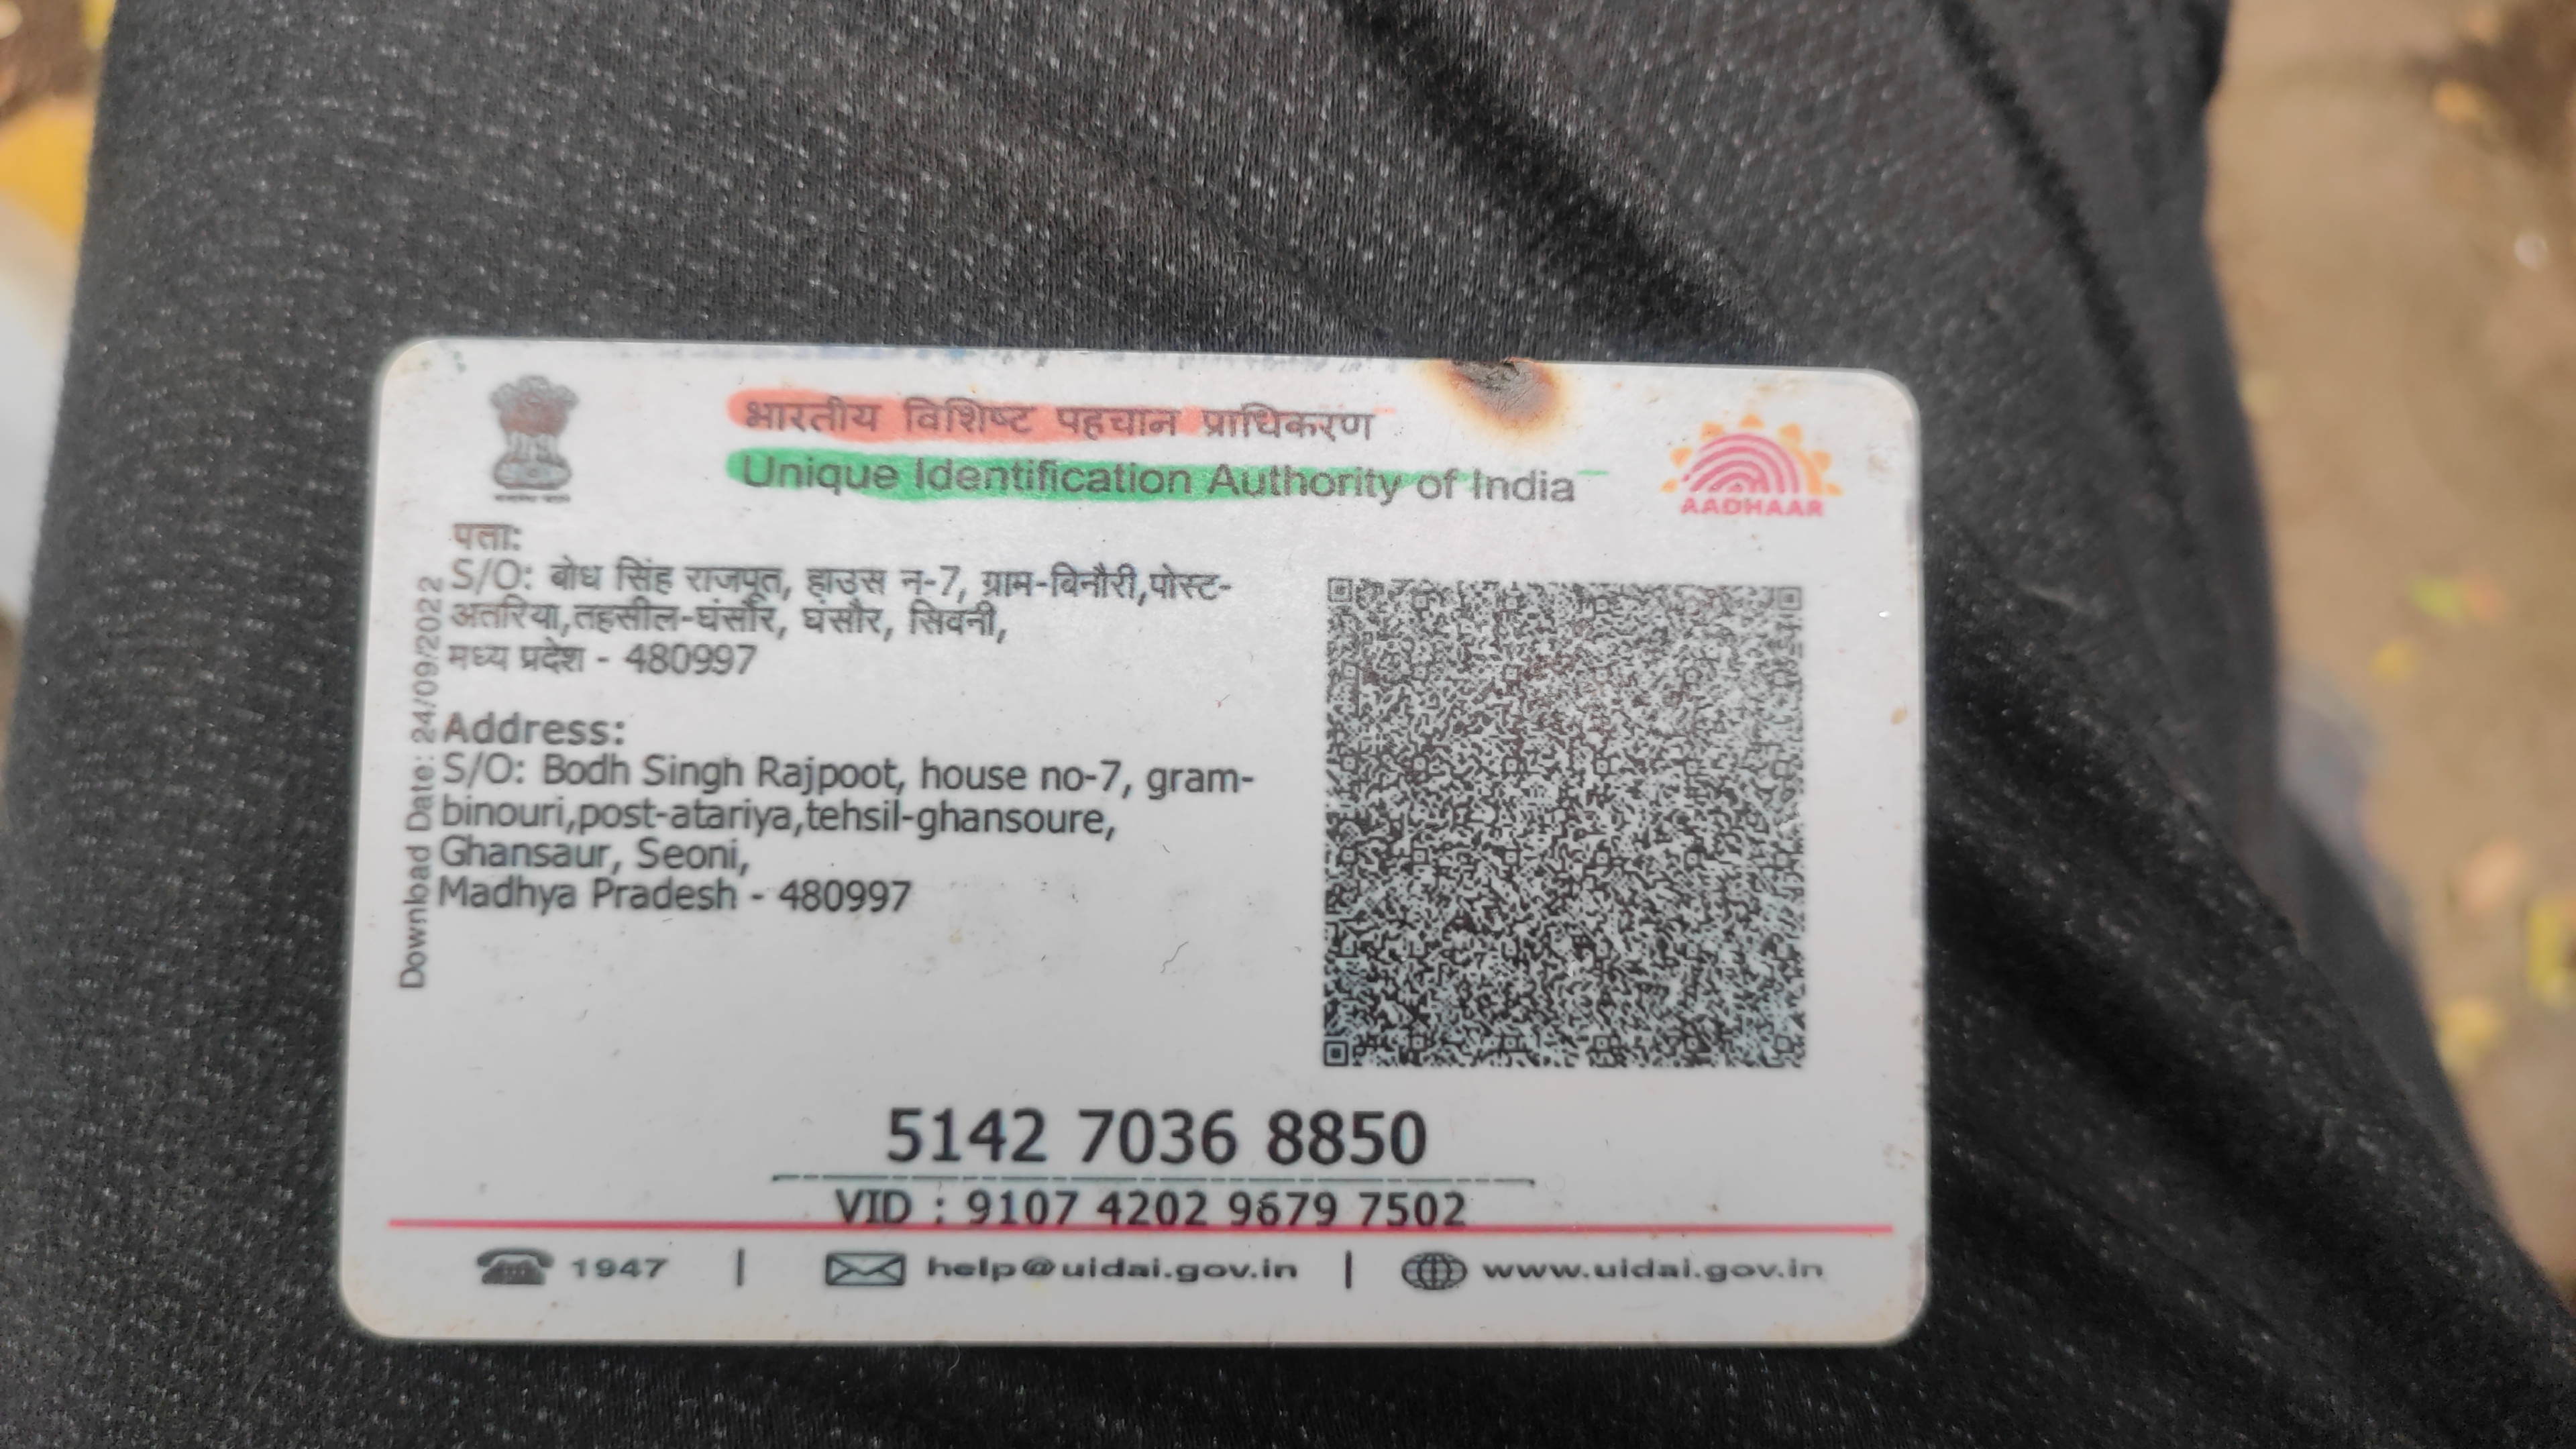 भारतीय विशिष्ट पहचान प्राधिकरण
Unique Identification Authority of India
AADHAAR
Download Date: 24/09/2022
पता:
S/O: बोध सिंह राजपूत, हाउस न-7, ग्राम-बिनोरी,पोस्ट-
अतरिया,तहसील-घंसौर, घंसौर, सिवनी,
मध्य प्रदेश - 480997
Address:
S/O: Bodh Singh Rajpoot, house no-7, gram-
binouri,post-atariya,tehsil-ghansoure,
Ghansaur, Seoni,
Madhya Pradesh - 480997
5142 7036 8850
VID : 9107 4202 9679 7502
1947 | help@uidai.gov.in | www.uidai.gov.in